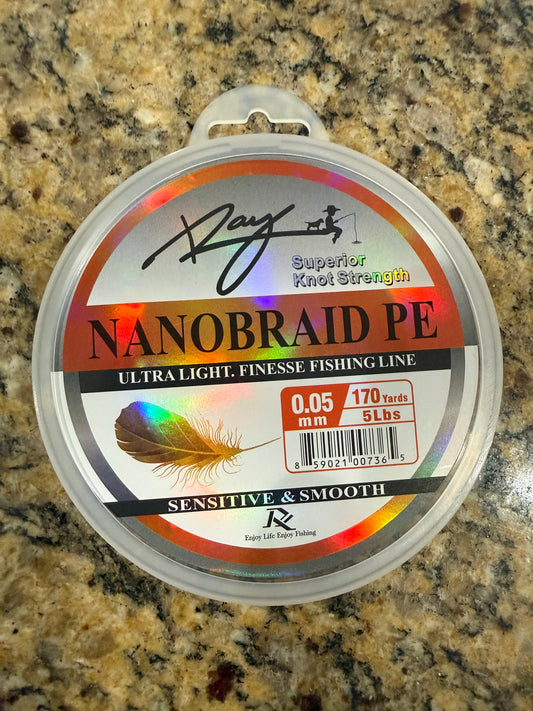 Xray
Superior
Knot Strength
NANOBRAID PE
ULTRA LIGHT. FINESSE FISHING LINE
0.05
mm
170 Yards
5Lbs
8 59021 00736 5
SENSITIVE & SMOOTH
Enjoy Life Enjoy Fishing